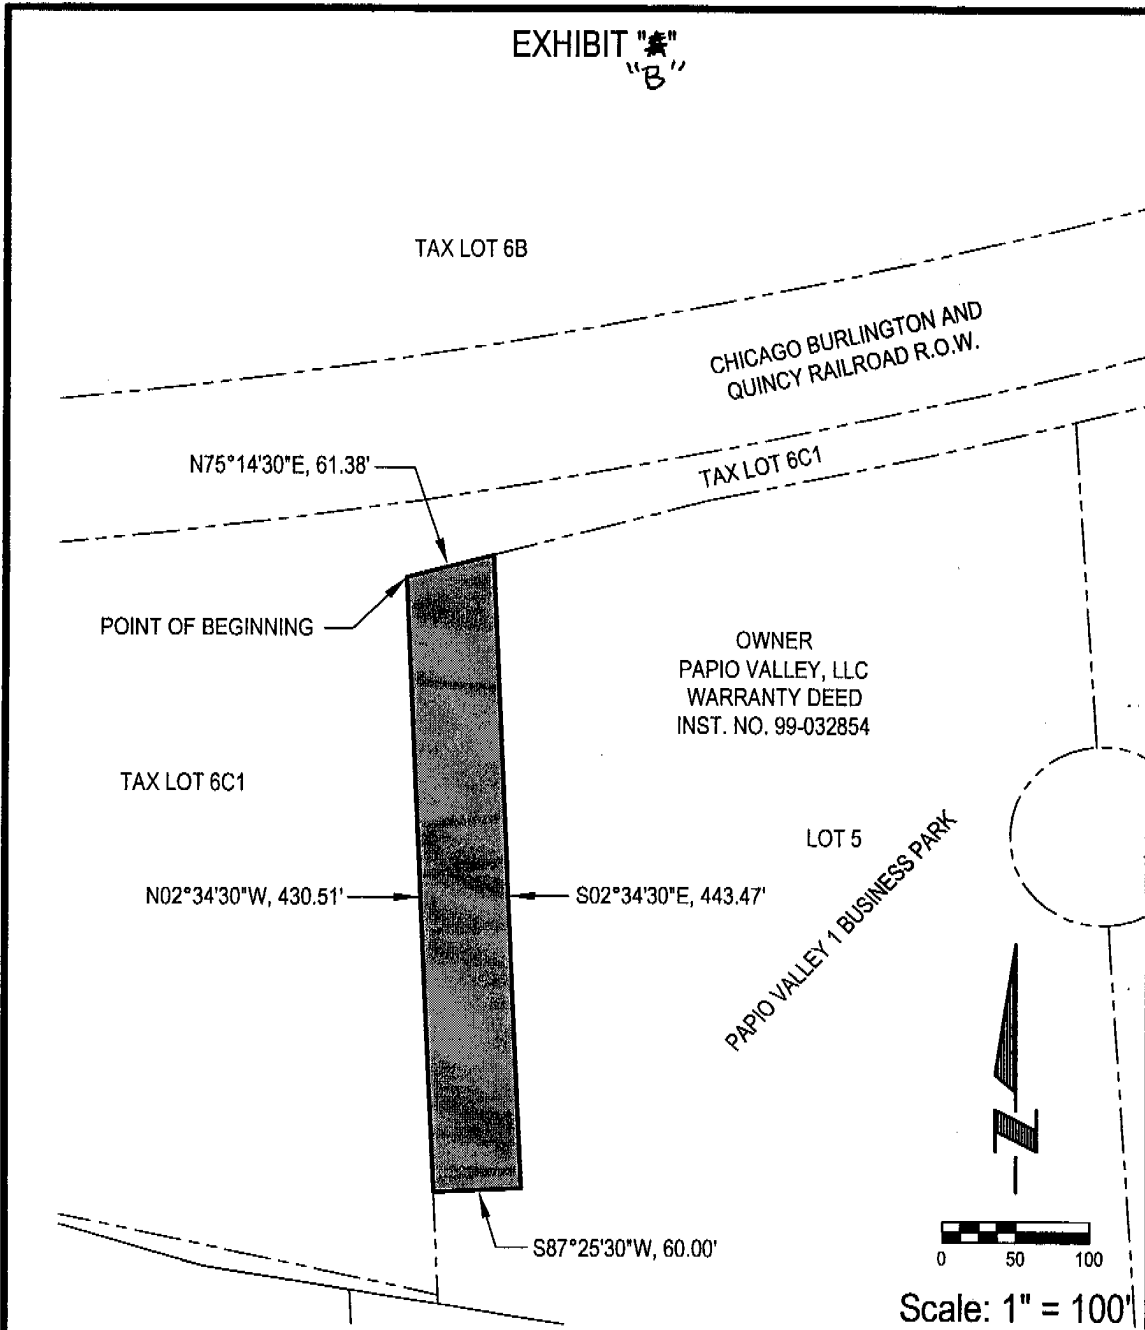 EXHIBIT
"B"
TAX LOT 6B
CHICAGO BURLINGTON AND
QUINCY RAILROAD R.O.W.
N75°14'30"E, 61.38'
TAX LOT 6C1
POINT OF BEGINNING
OWNER
PAPIO VALLEY, LLC
WARRANTY DEED
INST. NO. 99-032854
TAX LOT 6C1
LOT 5
PAPIO VALLEY 1 BUSINESS PARK
N02°34'30"W, 430.51'
S02°34'30"E, 443.47'
S87°25'30"W, 60.00'
Z
0 50 100
Scale: 1" = 100'